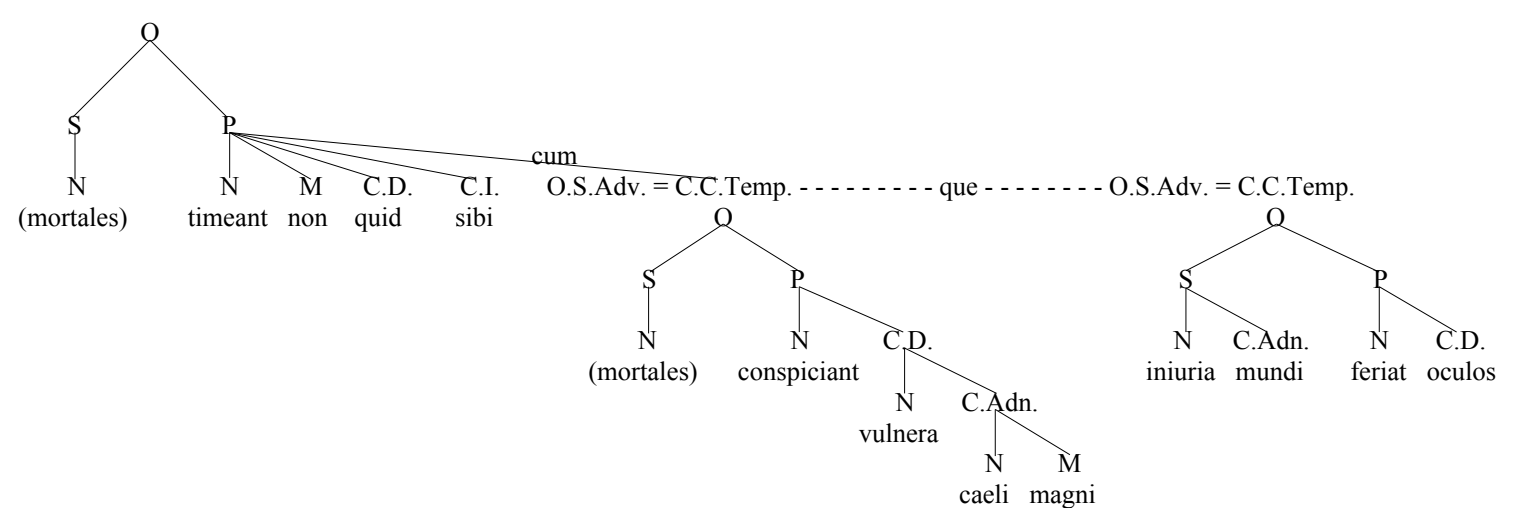 O
S P
cum
N N M C.D. C.I. O.S.Adv. = C.C.Temp. - - - - - - - - - que - - - - - - - - O.S.Adv. = C.C.Temp.
(mortales) timeant non quid sibi O O
S P S P
N N C.D. N C.Adn. N C.D.
(mortales) conspiciant iniuria mundi feriat oculos
N C.Adn.
vulnera
N M
caeli magni